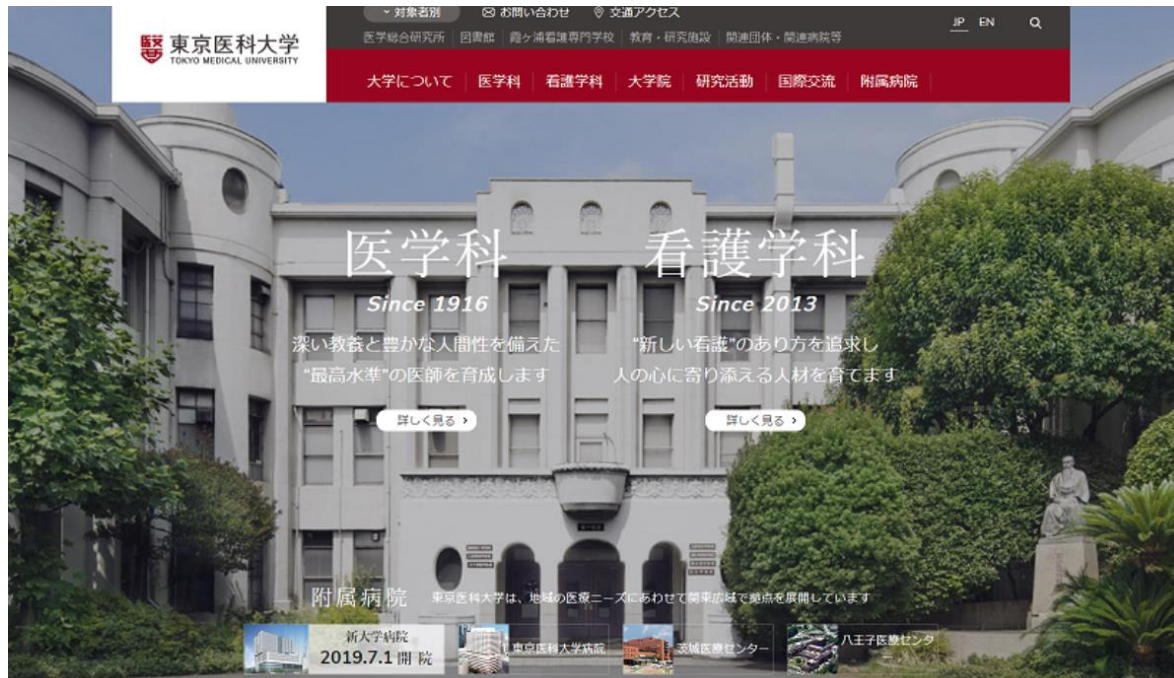 東京医科大学
TOKYO MEDICAL UNIVERSITY
対象者別 お問い合わせ 交通アクセス
JP EN
医学総合研究所 図書館 霞ヶ浦看護専門学校 教育・研究施設 関連団体・関連病院等
大学について 医学科 看護学科 大学院 研究活動 国際交流 附属病院
医学科
Since 1916
深い教養と豊かな人間性を備えた
“最高水準”の医師を育成します
詳しく見る
看護学科
Since 2013
“新しい看護”のあり方を追求し
人の心に寄り添える人材を育てます
詳しく見る
附属病院 東京医科大学は、地域の医療ニーズにあわせて関東広域で拠点を展開しています
新大学病院
2019.7.1 開 院
東京医科大学病院
茨城医療センター
八王子医療センタ